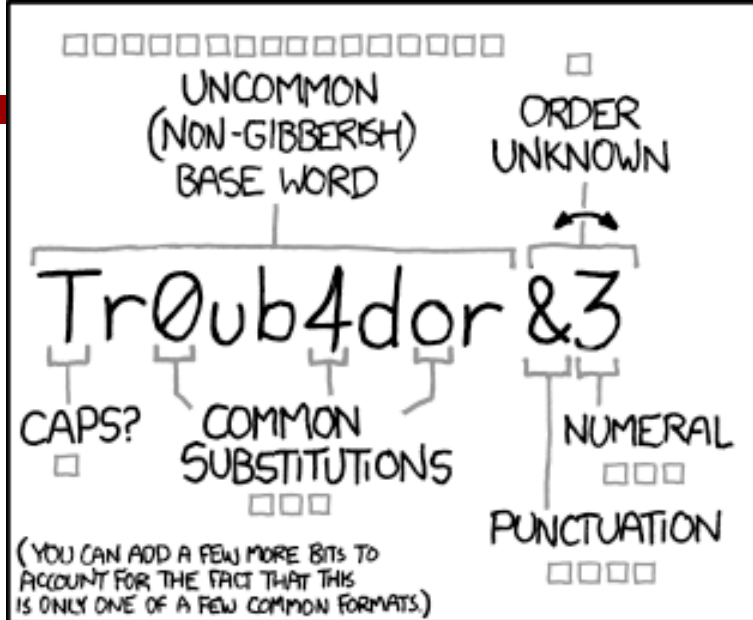 UNCOMMON
(NON-GIBBERISH)
BASE WORD
ORDER
UNKNOWN
Tr0ub4dor &3
CAPS?
COMMON
SUBSTITUTIONS
NUMERAL
PUNCTUATION
(YOU CAN ADD A FEW MORE BITS TO
ACCOUNT FOR THE FACT THAT THIS
IS ONLY ONE OF A FEW COMMON FORMATS.)